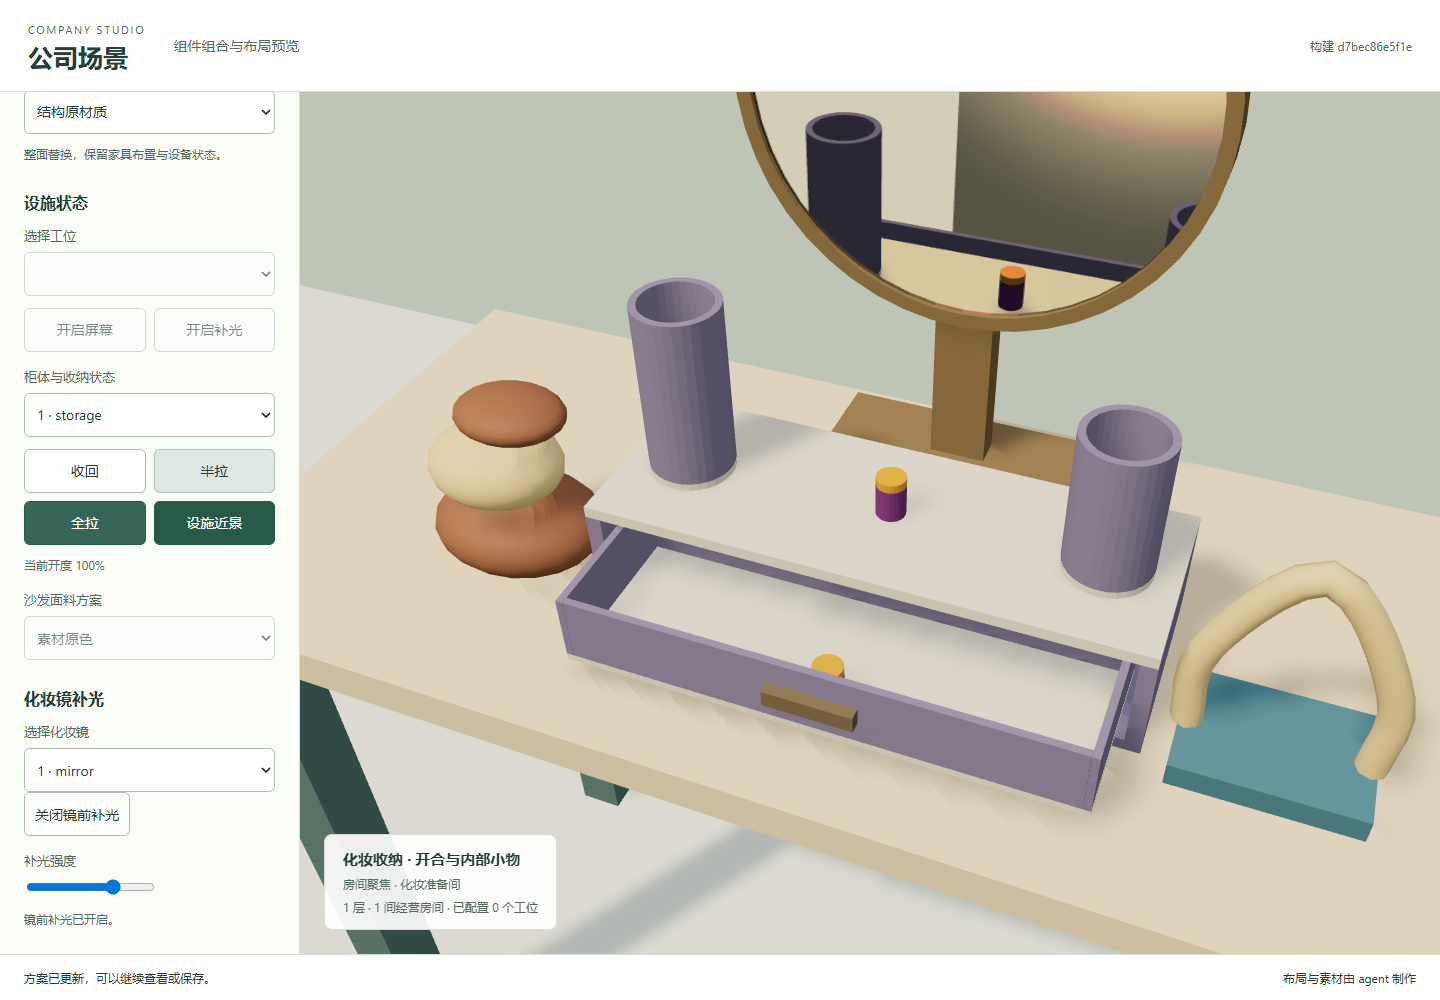 COMPANY STUDIO
公司场景
组件组合与布局预览
构建 d7bec86e5f1e
结构原材质
整面替换，保留家具布置与设备状态。
设施状态
选择工位
开启屏幕
开启补光
柜体与收纳状态
1 · storage
收回
半拉
全拉
设施近景
当前开度 100%
沙发面料方案
素材原色
化妆镜补光
选择化妆镜
1 · mirror
关闭镜前补光
补光强度
镜前补光已开启。
化妆收纳 · 开合与内部小物
房间聚焦 · 化妆准备间
1 层 · 1 间经营房间 · 已配置 0 个工位
方案已更新，可以继续查看或保存。
布局与素材由 agent 制作